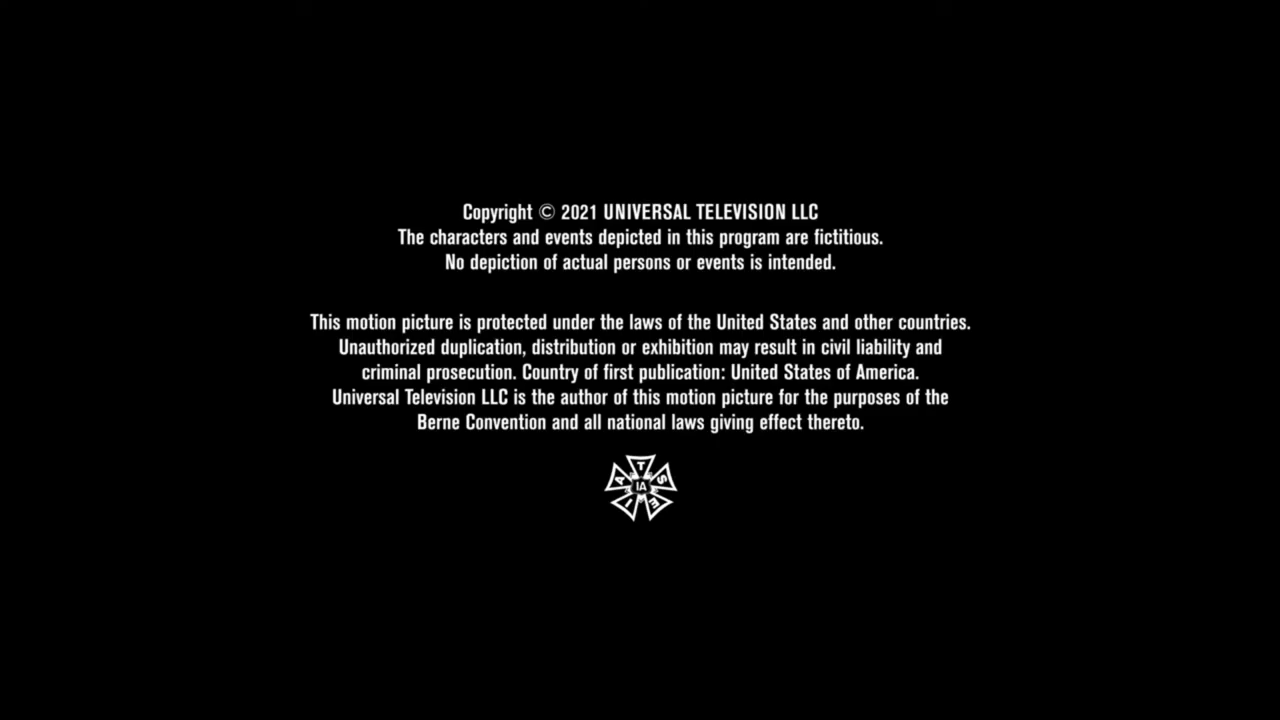 Copyright © 2021 UNIVERSAL TELEVISION LLC
The characters and events depicted in this program are fictitious.
No depiction of actual persons or events is intended.
This motion picture is protected under the laws of the United States and other countries.
Unauthorized duplication, distribution or exhibition may result in civil liability and
criminal prosecution. Country of first publication: United States of America.
Universal Television LLC is the author of this motion picture for the purposes of the
Berne Convention and all national laws giving effect thereto.
I A T S E
IA